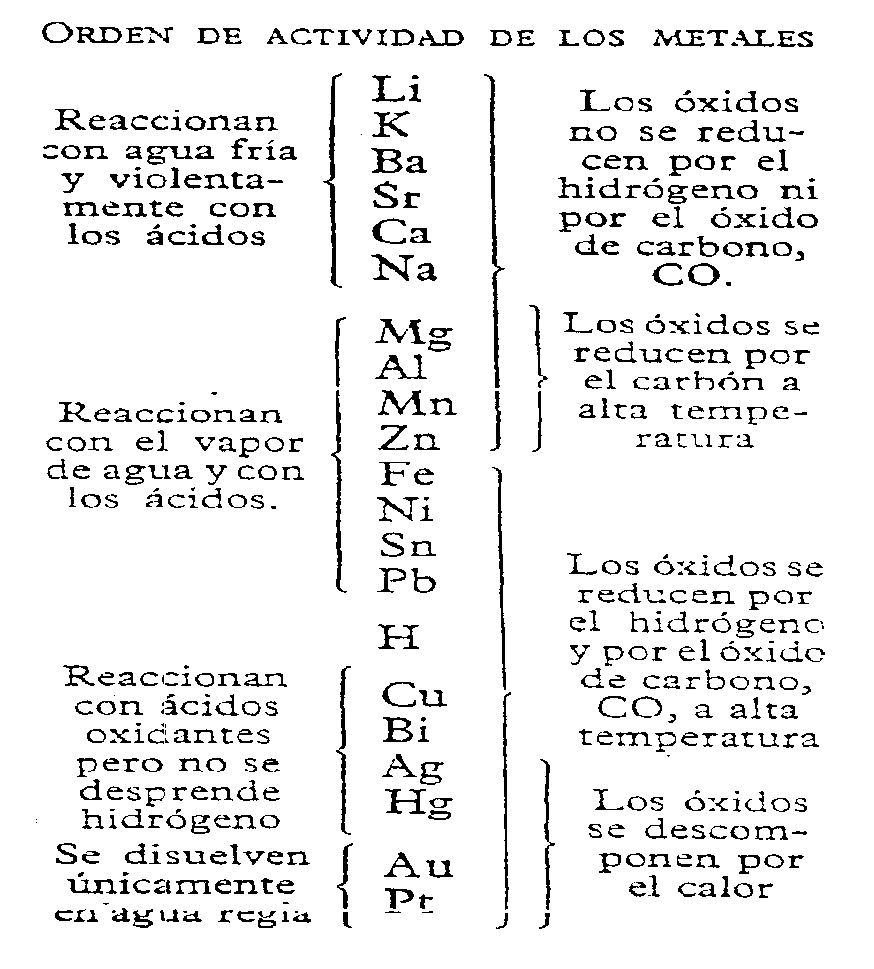 ORDEN DE ACTIVIDAD DE LOS METALES
Reaccionan
con agua fría
y violenta-
mente con
los ácidos
Li
K
Ba
Sr
Ca
Na
Los óxidos
no se redu-
cen por el
hidrógeno ni
por el óxido
de carbono,
CO.
Reaccionan
con el vapor
de agua y con
los ácidos.
Mg
Al
Mn
Zn
Fe
Ni
Sn
Pb
Los óxidos se
reducen por
el carbón a
alta tempe-
ratura
H
Los óxidos se
reducen por
el hidrógeno
y por el óxido
de carbono,
CO, a alta
temperatura
Reaccionan
con ácidos
oxidantes
pero no se
desprende
hidrógeno
Cu
Bi
Ag
Hg
Se disuelven
únicamente
en agua regia
Au
Pt
Los óxidos
se descom-
ponen por
el calor